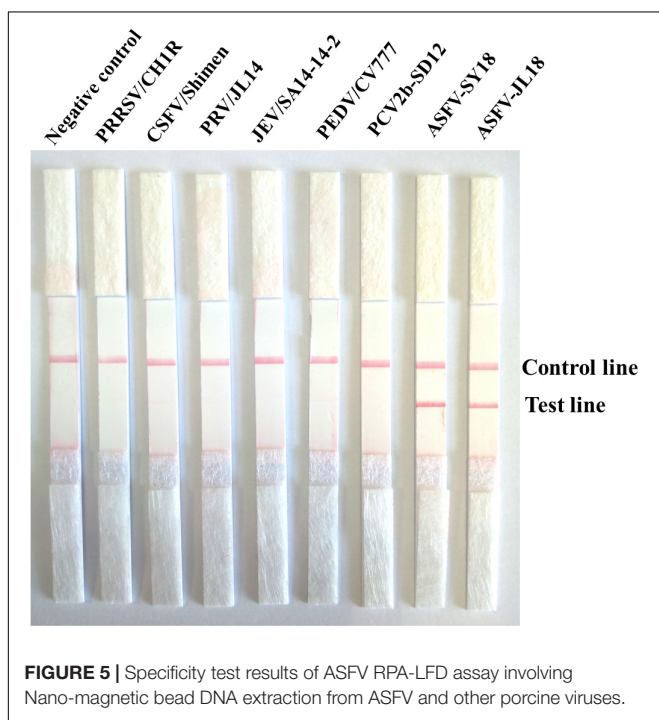 Negative control
PRRSV/CH1R
CSFV/Shimen
PRV/JL14
JEV/SA14-14-2
PEDV/CV777
PCV2b-SD12
ASFV-SY18
ASFV-JL18
Control line
Test line
FIGURE 5 | Specificity test results of ASFV RPA-LFD assay involving
Nano-magnetic bead DNA extraction from ASFV and other porcine viruses.